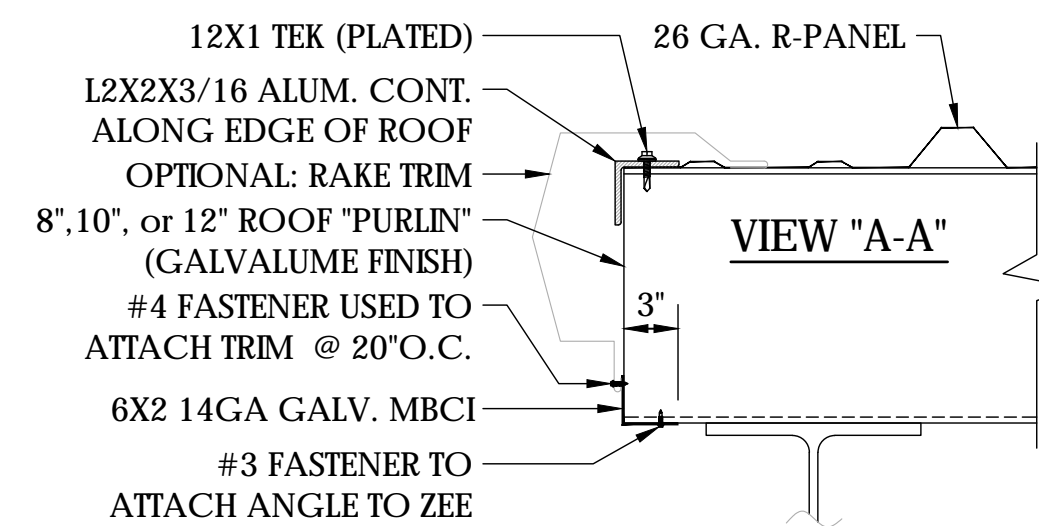 12X1 TEK (PLATED)
26 GA. R-PANEL
L2X2X3/16 ALUM. CONT.
ALONG EDGE OF ROOF
OPTIONAL: RAKE TRIM
8",10", or 12" ROOF "PURLIN"
(GALVALUME FINISH)
VIEW "A-A"
#4 FASTENER USED TO
ATTACH TRIM @ 20"O.C.
3"
6X2 14GA GALV. MBCI
#3 FASTENER TO
ATTACH ANGLE TO ZEE